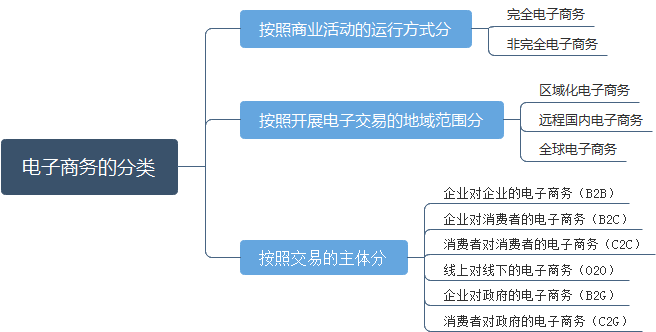 电子商务的分类
按照商业活动的运行方式分
完全电子商务
非完全电子商务
按照开展电子交易的地域范围分
区域化电子商务
远程国内电子商务
全球电子商务
按照交易的主体分
企业对企业的电子商务（B2B）
企业对消费者的电子商务（B2C）
消费者对消费者的电子商务（C2C）
线上对线下的电子商务（O2O）
企业对政府的电子商务（B2G）
消费者对政府的电子商务（C2G）